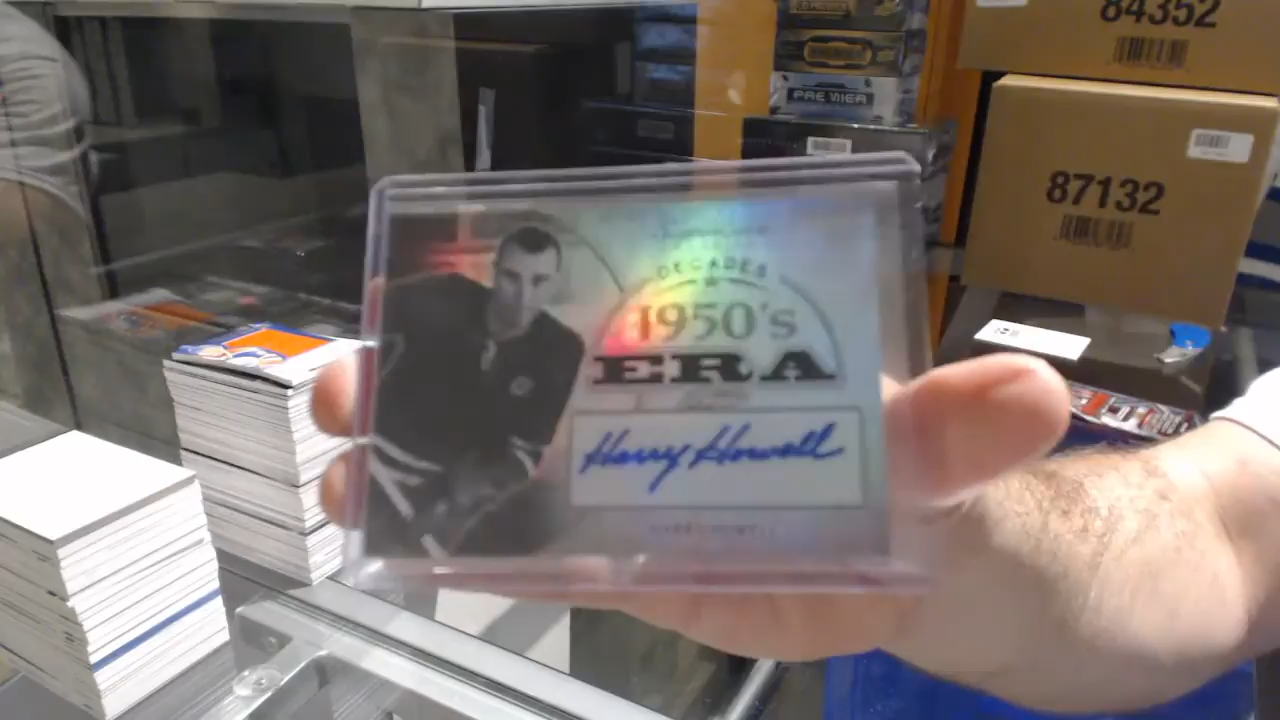 84352
PREMIER
87132
DECADES
1950's
ERA
Harry Howell